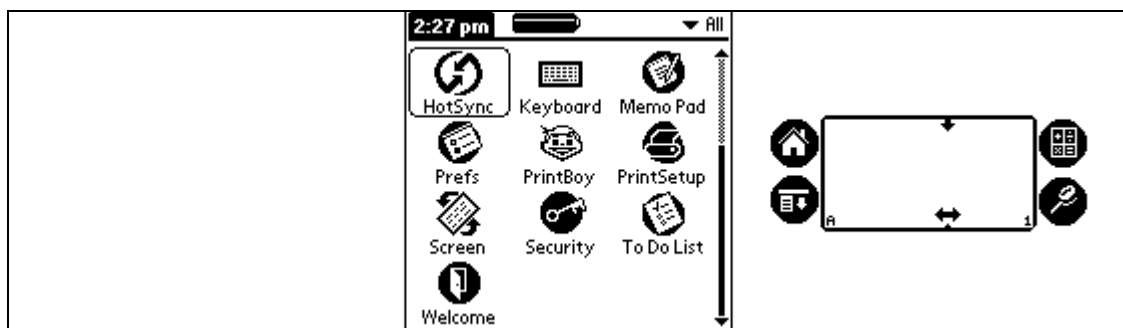 2:27 pm All
HotSync Keyboard Memo Pad
Prefs PrintBoy PrintSetup
Screen Security To Do List
Welcome
A 1